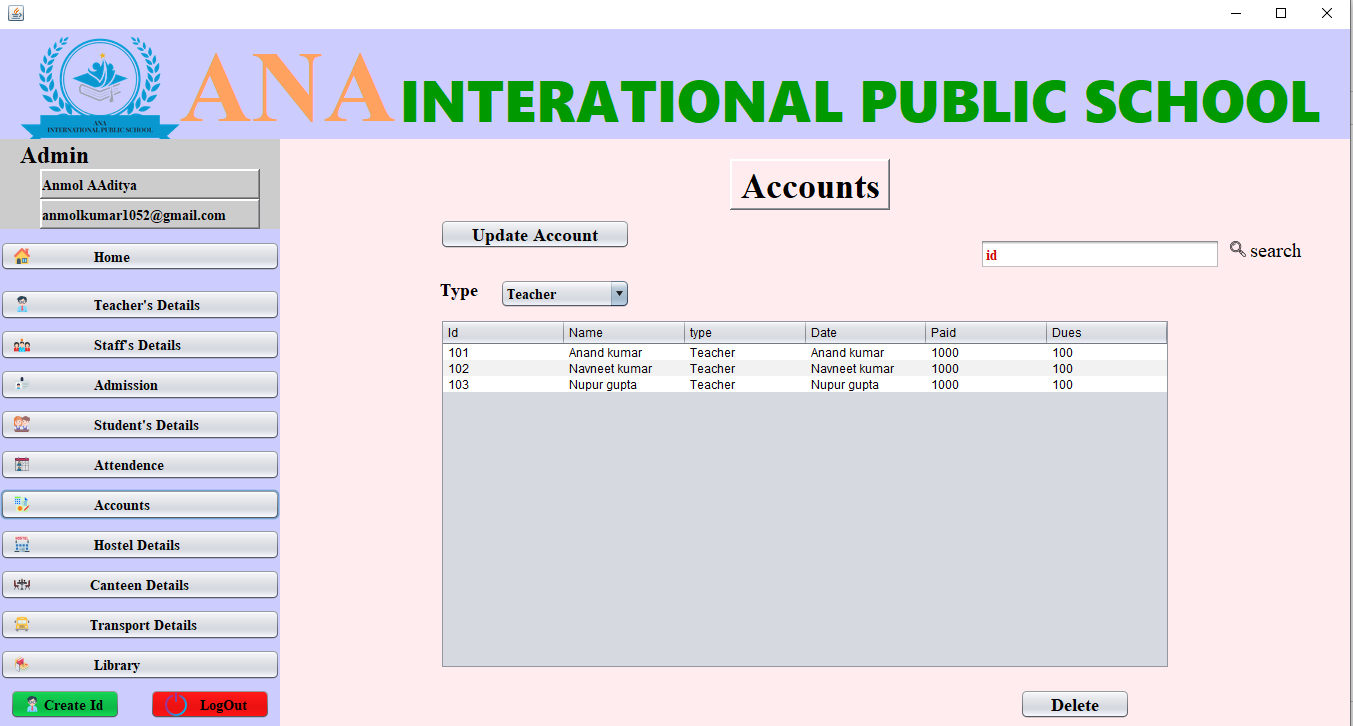 ANA INTERATIONAL PUBLIC SCHOOL
ANA
INTERNATIONAL PUBLIC SCHOOL
Admin
Anmol AAditya
anmolkumar1052@gmail.com
Home
Teacher's Details
Staff's Details
Admission
Student's Details
Attendence
Accounts
Hostel Details
Canteen Details
Transport Details
Library
Create Id LogOut
Accounts
Update Account
id search
Type Teacher
Id Name type Date Paid Dues
101 Anand kumar Teacher Anand kumar 1000 100
102 Navneet kumar Teacher Navneet kumar 1000 100
103 Nupur gupta Teacher Nupur gupta 1000 100
Delete